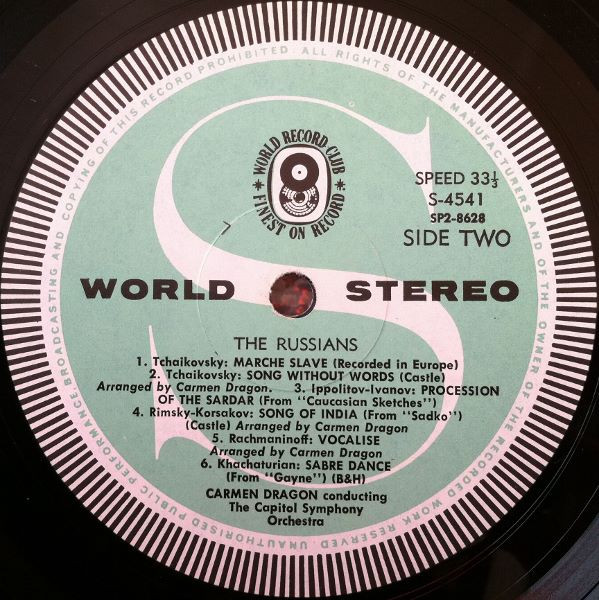 UNAUTHORISED PUBLIC PERFORMANCE BROADCASTING AND COPYING OF THIS RECORD PROHIBITED. ALL RIGHTS OF THE MANUFACTURERS AND OF THE OWNER OF THE RECORDED WORK RESERVED
WORLD RECORD CLUB
FINEST ON RECORD
SPEED 33⅓
S-4541
SP2-8628
SIDE TWO
S
WORLD STEREO
THE RUSSIANS
1. Tchaikovsky: MARCHE SLAVE (Recorded in Europe)
2. Tchaikovsky: SONG WITHOUT WORDS (Castle)
Arranged by Carmen Dragon. 3. Ippolitov-Ivanov: PROCESSION
OF THE SARDAR (From "Caucasian Sketches")
4. Rimsky-Korsakov: SONG OF INDIA (From "Sadko")
(Castle) Arranged by Carmen Dragon
5. Rachmaninoff: VOCALISE
Arranged by Carmen Dragon
6. Khachaturian: SABRE DANCE
(From "Gayne") (B&H)
CARMEN DRAGON conducting
The Capitol Symphony
Orchestra